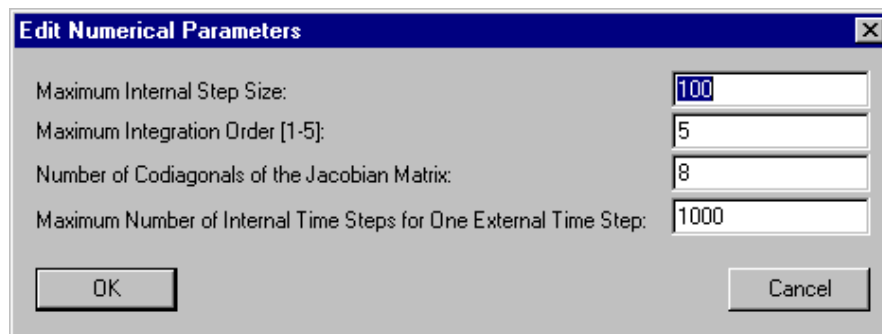 Edit Numerical Parameters
Maximum Internal Step Size: 100
Maximum Integration Order [1-5]: 5
Number of Codiagonals of the Jacobian Matrix: 8
Maximum Number of Internal Time Steps for One External Time Step: 1000
OK Cancel